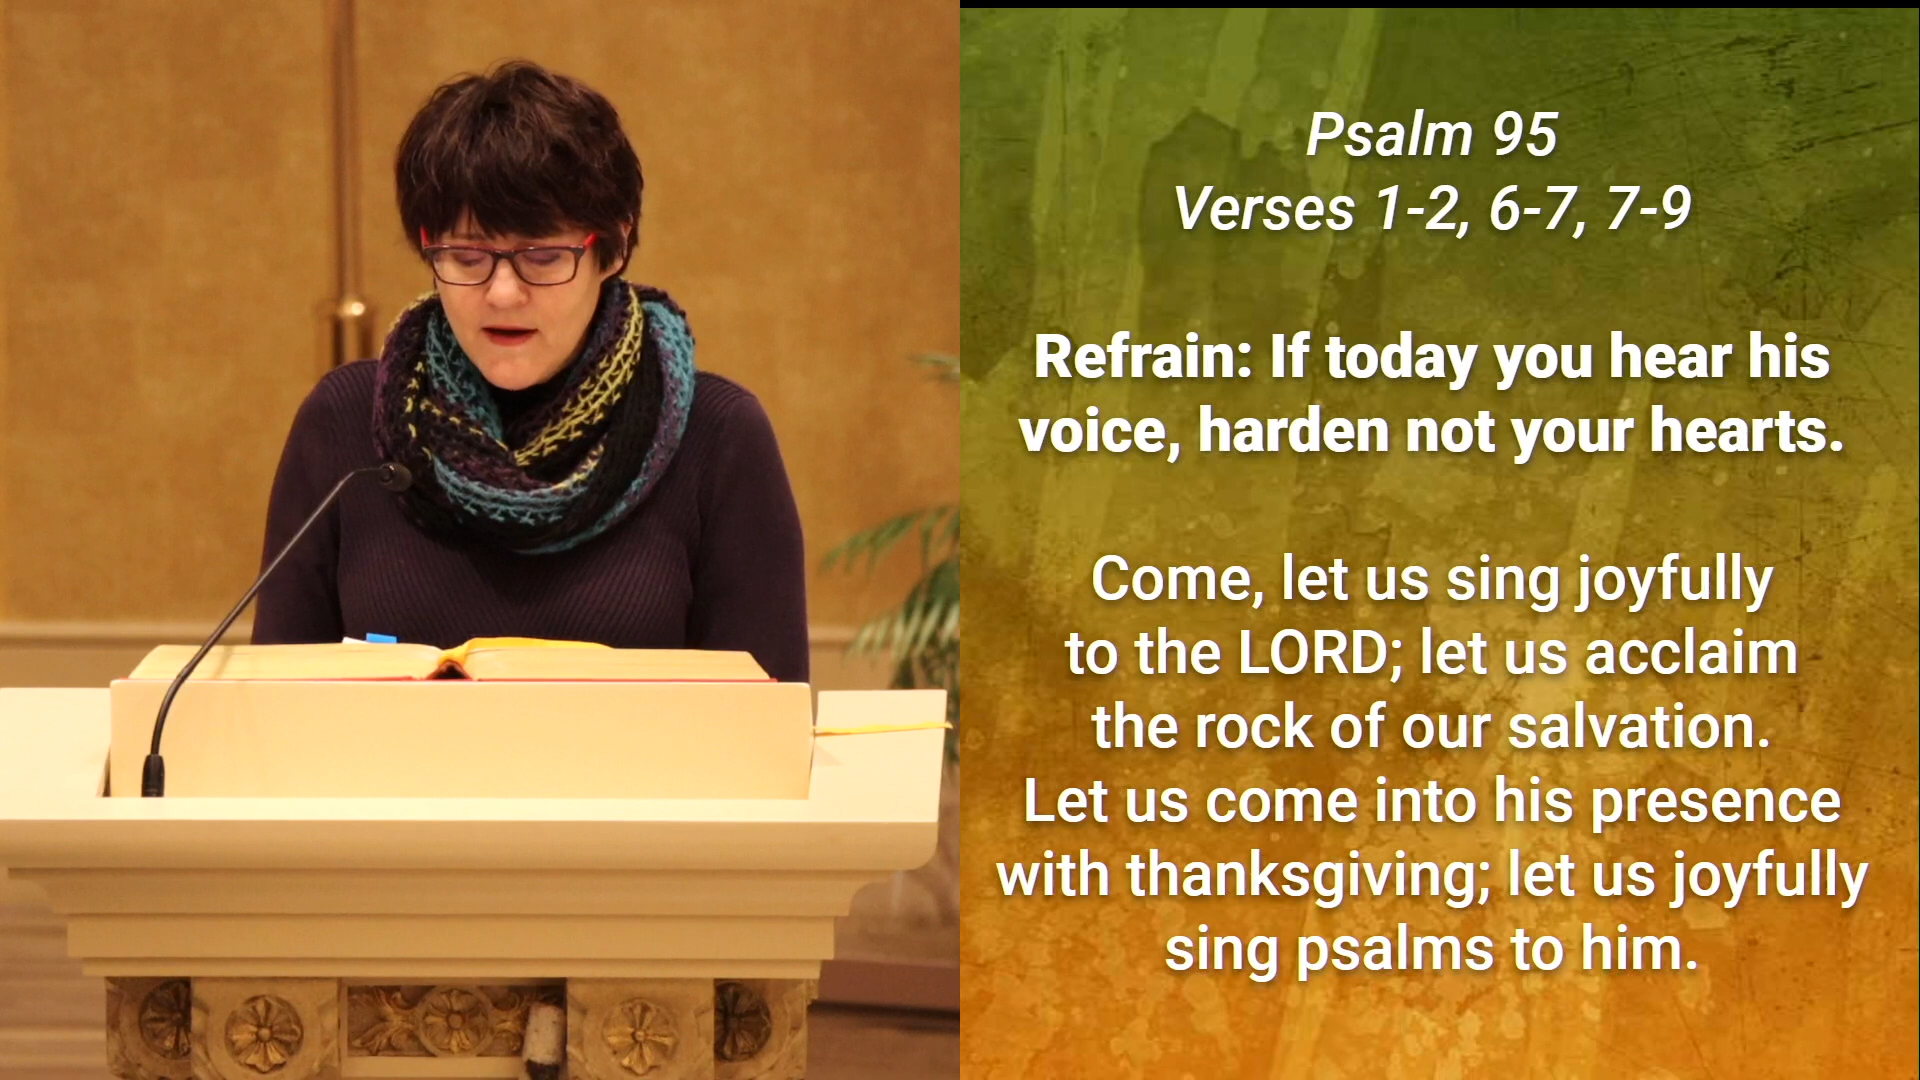 Psalm 95
Verses 1-2, 6-7, 7-9
Refrain: If today you hear his
voice, harden not your hearts.
Come, let us sing joyfully
to the LORD; let us acclaim
the rock of our salvation.
Let us come into his presence
with thanksgiving; let us joyfully
sing psalms to him.